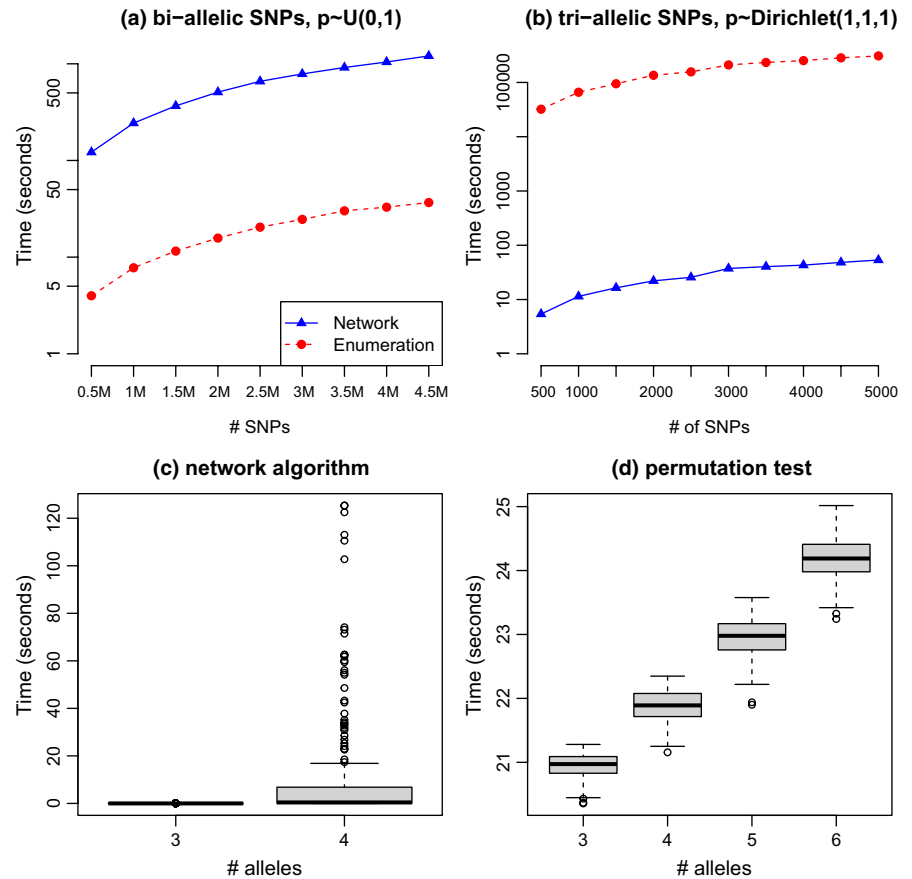 (a) bi−allelic SNPs, p~U(0,1)
Time (seconds)
500
50
5
1
0.5M 1M 1.5M 2M 2.5M 3M 3.5M 4M 4.5M
# SNPs
Network
Enumeration
(b) tri−allelic SNPs, p~Dirichlet(1,1,1)
Time (seconds)
100000
1000
100
10
1
500 1000 2000 3000 4000 5000
# of SNPs
(c) network algorithm
Time (seconds)
120
100
80
60
40
20
0
3 4
# alleles
(d) permutation test
Time (seconds)
25
24
23
22
21
3 4 5 6
# alleles